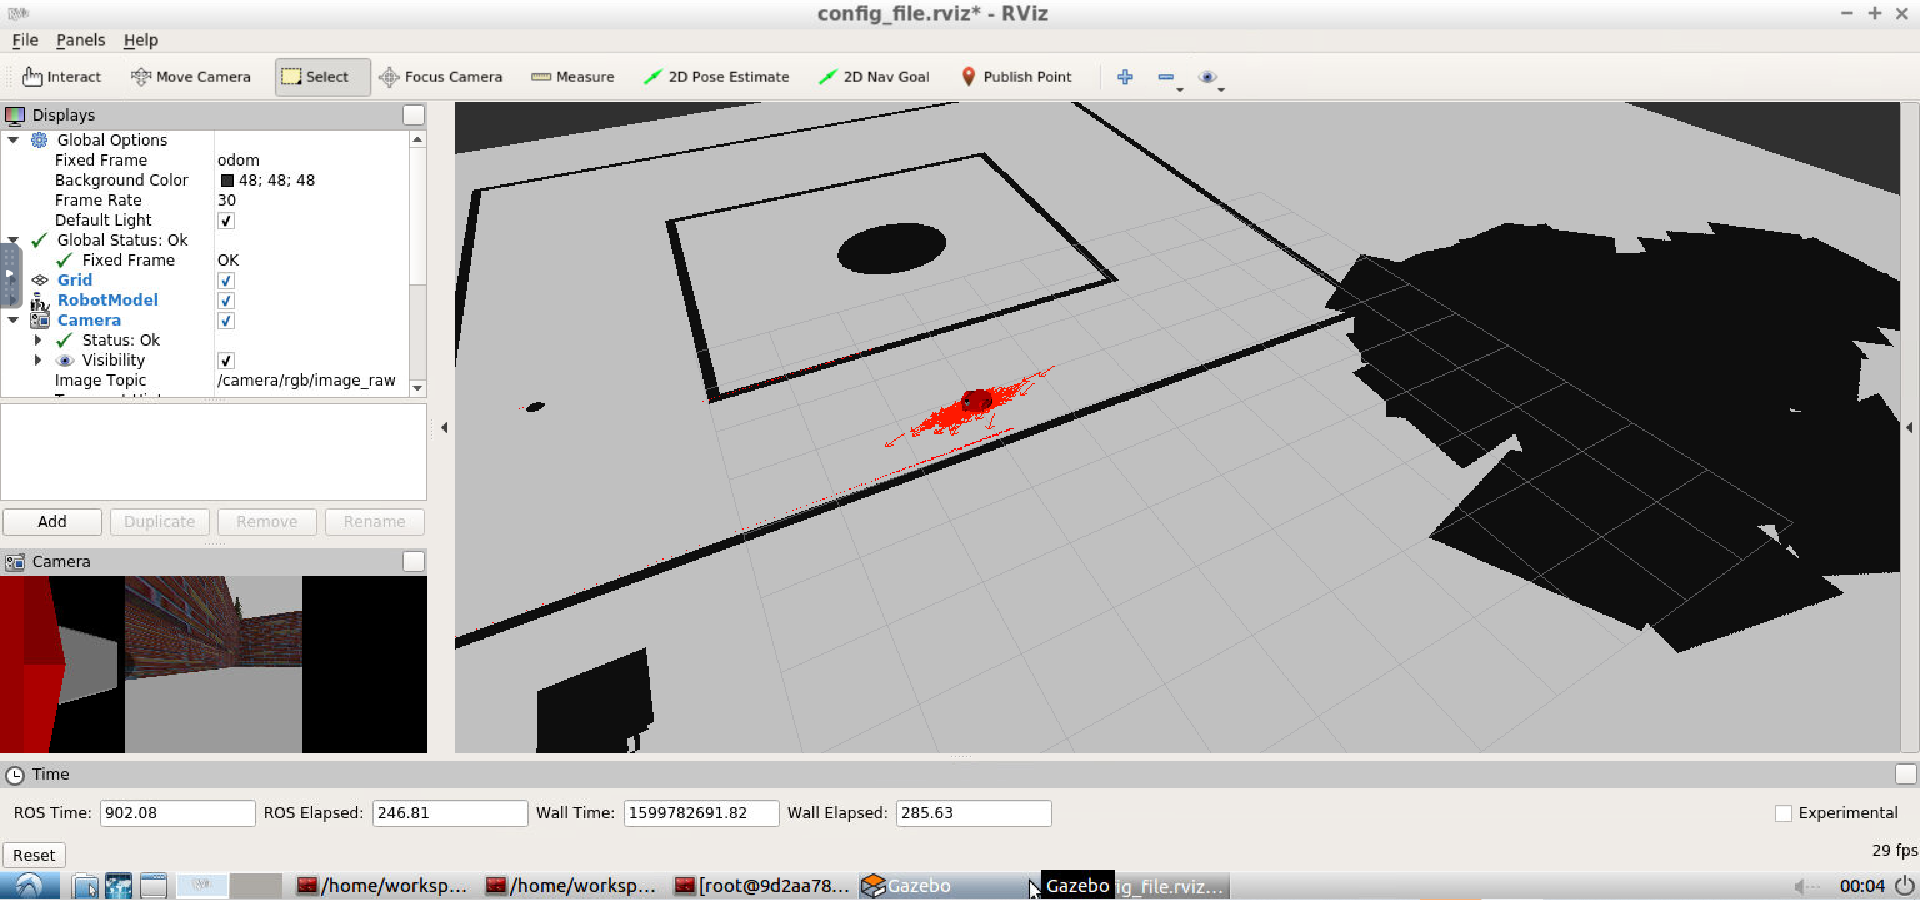 config_file.rviz* - RViz
File Panels Help
Interact Move Camera Select Focus Camera Measure 2D Pose Estimate 2D Nav Goal Publish Point
Displays
Global Options
Fixed Frame odom
Background Color 48; 48; 48
Frame Rate 30
Default Light
Global Status: Ok
Fixed Frame OK
Grid
RobotModel
Camera
Status: Ok
Visibility
Image Topic /camera/rgb/image_raw
Add Duplicate Remove Rename
Camera
Time
ROS Time: 902.08 ROS Elapsed: 246.81 Wall Time: 1599782691.82 Wall Elapsed: 285.63 Experimental
Reset 29 fps
/home/worksp... /home/worksp... [root@9d2aa78... Gazebo Gazebo ig_file.rviz... 00:04